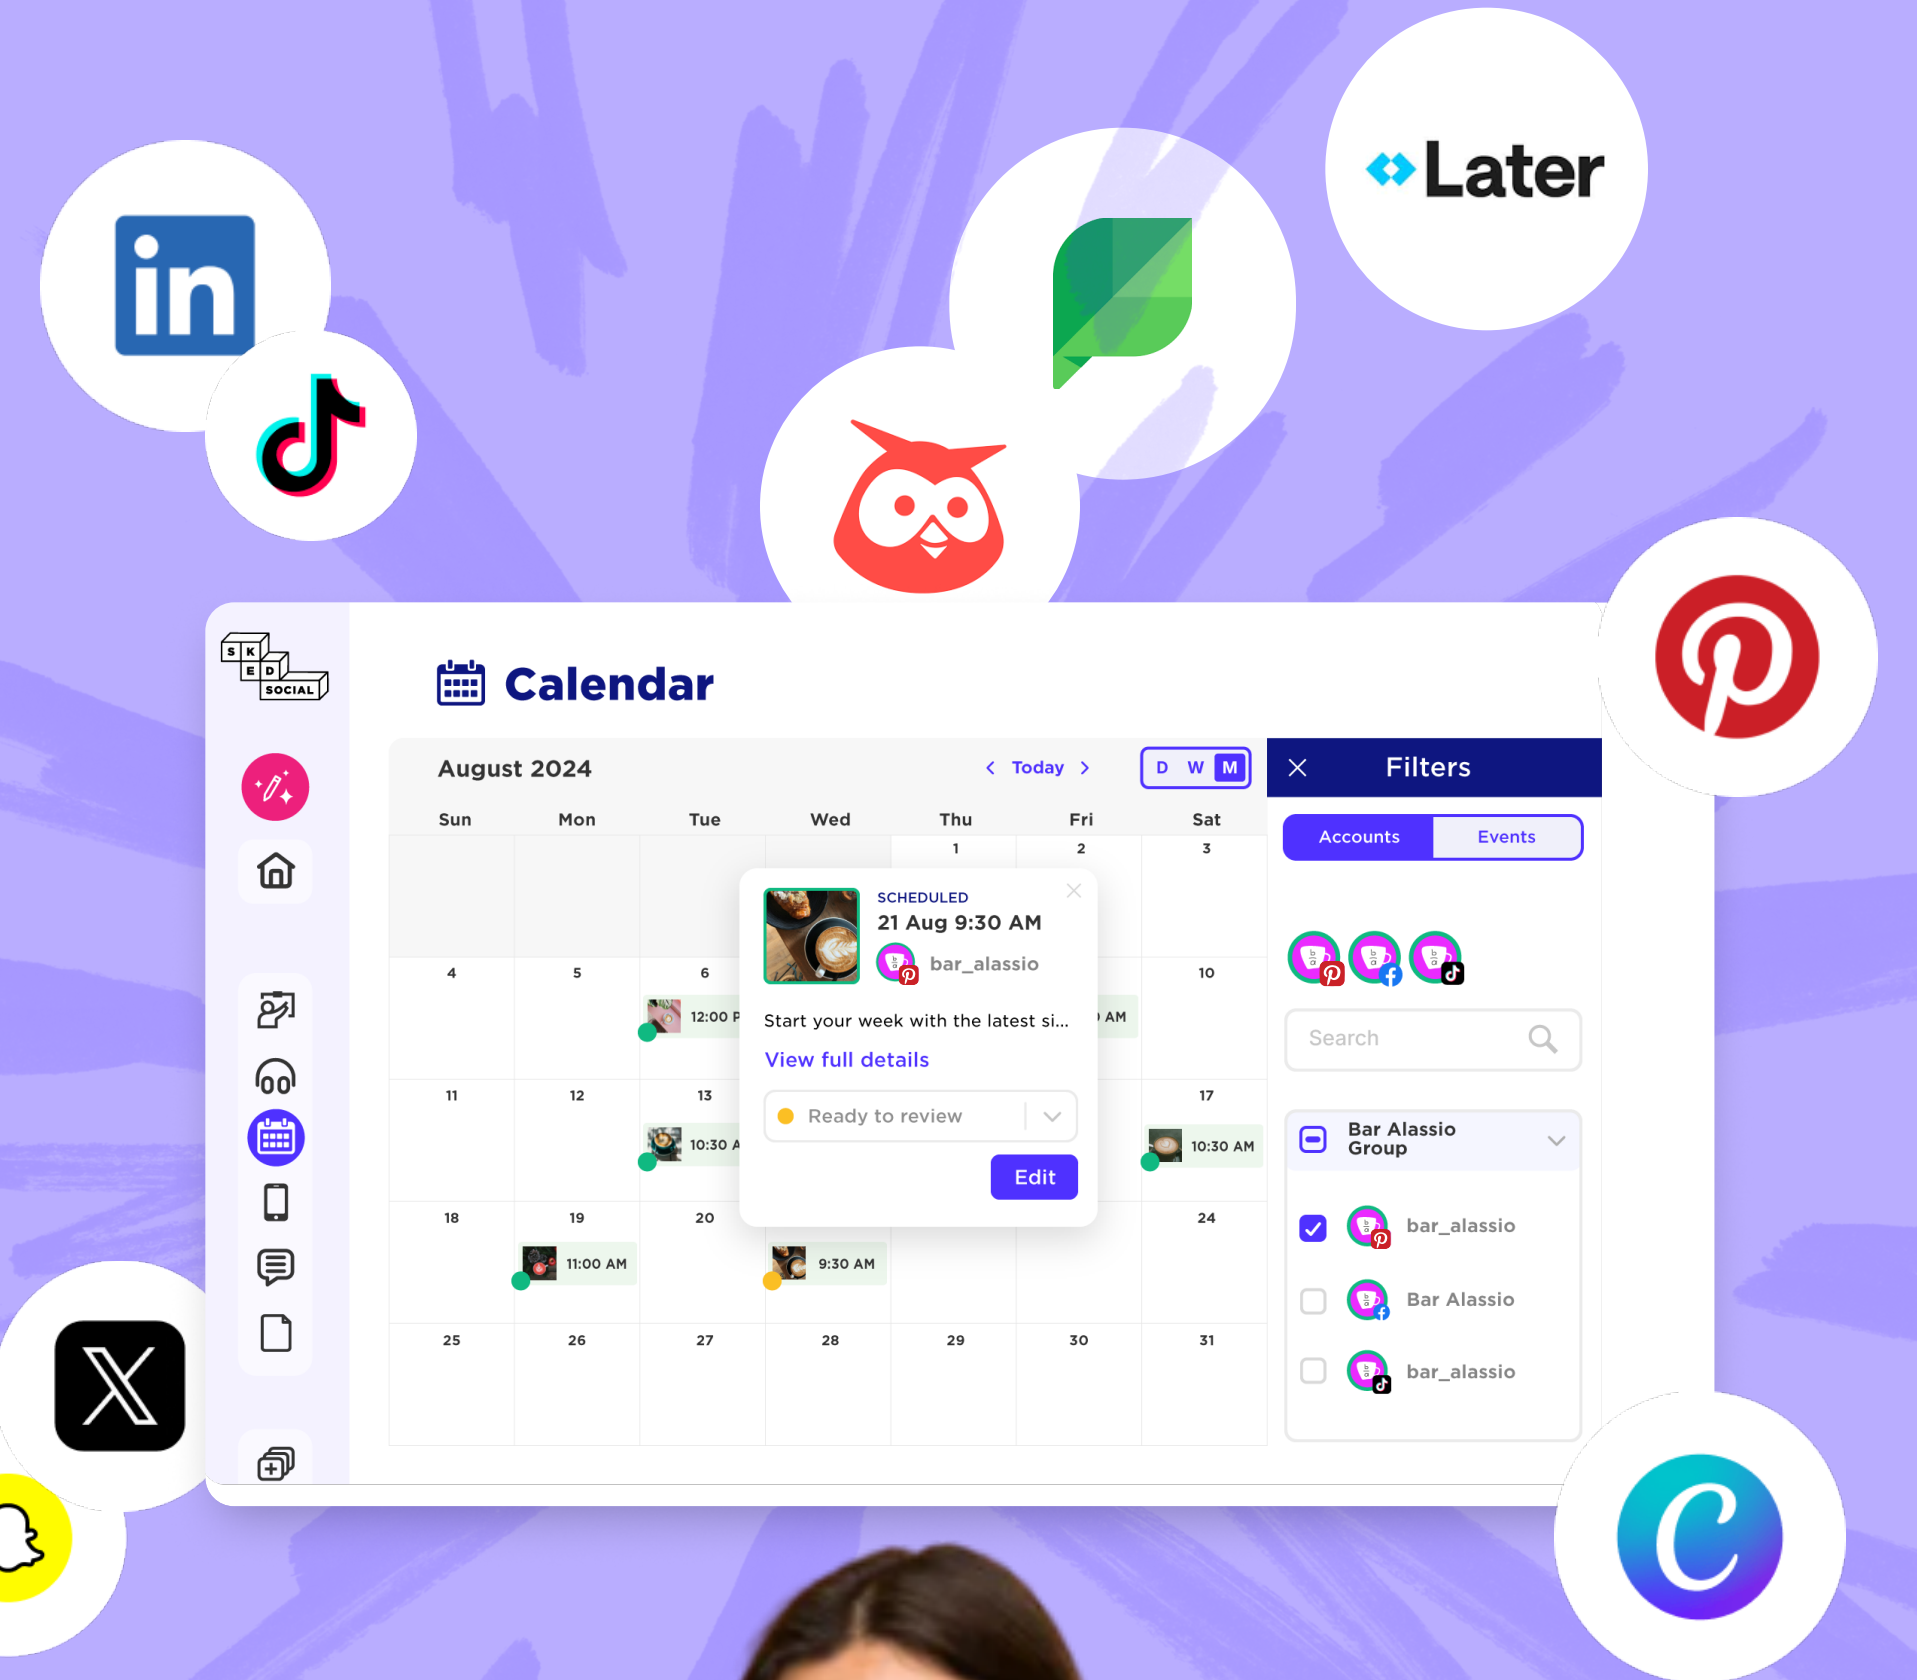 Later
in
SKED
SOCIAL
Calendar
August 2024
Today
D W M
Filters
Sun Mon Tue Wed Thu Fri Sat
Accounts Events
1 2 3
SCHEDULED
21 Aug 9:30 AM
bar_alassio
4 5 6 10
12:00 P
AM
Start your week with the latest si...
View full details
Search
11 12 13 17
10:30 A
10:30 AM
Ready to review
Edit
Bar Alassio
Group
18 19 20 24
bar_alassio
11:00 AM
9:30 AM
Bar Alassio
25 26 27 28 29 30 31
bar_alassio
X
C